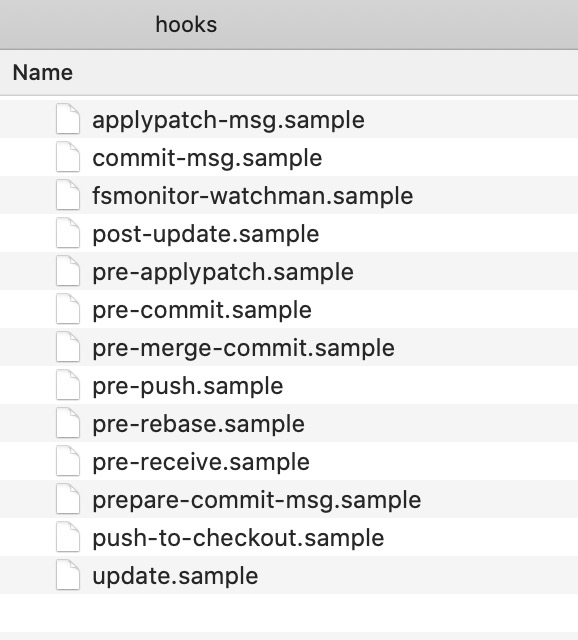 hooks
Name
applypatch-msg.sample
commit-msg.sample
fsmonitor-watchman.sample
post-update.sample
pre-applypatch.sample
pre-commit.sample
pre-merge-commit.sample
pre-push.sample
pre-rebase.sample
pre-receive.sample
prepare-commit-msg.sample
push-to-checkout.sample
update.sample